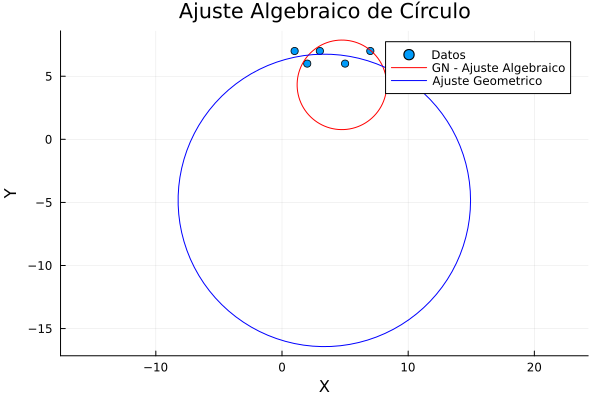 Ajuste Algebraico de Círculo
Datos
GN - Ajuste Algebraico
Ajuste Geometrico
Y
5
0
−5
−10
−15
−10 0 10 20
X